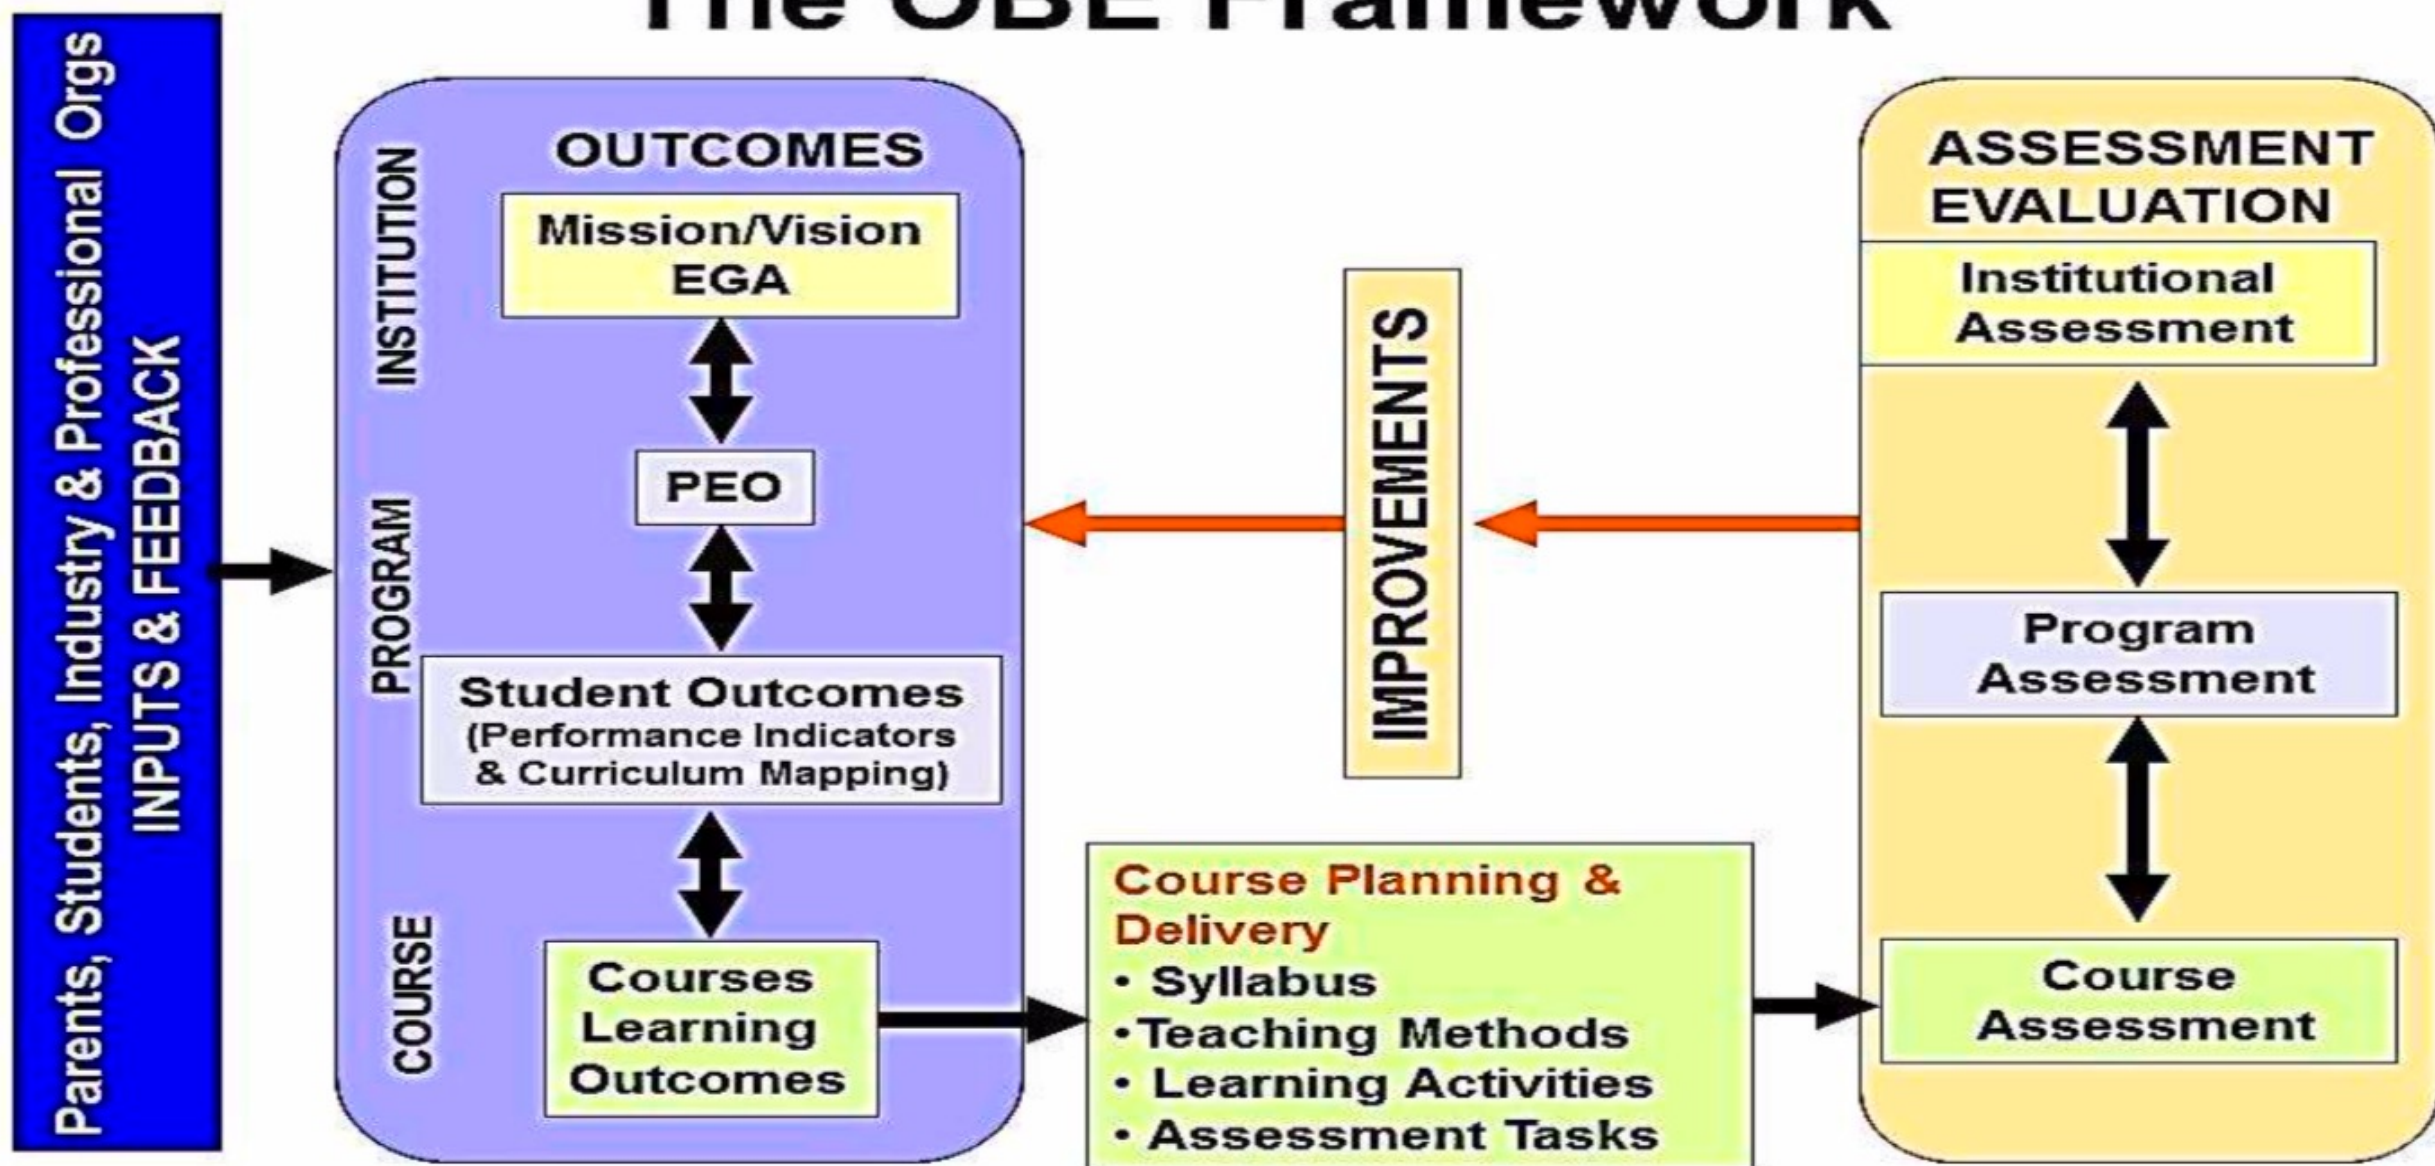 The OBE Framework
Parents, Students, Industry & Professional Orgs
INPUTS & FEEDBACK
INSTITUTION
PROGRAM
COURSE
OUTCOMES
Mission/Vision
EGA
PEO
Student Outcomes
(Performance Indicators
& Curriculum Mapping)
Courses
Learning
Outcomes
Course Planning &
Delivery
• Syllabus
•Teaching Methods
• Learning Activities
• Assessment Tasks
IMPROVEMENTS
ASSESSMENT
EVALUATION
Institutional
Assessment
Program
Assessment
Course
Assessment